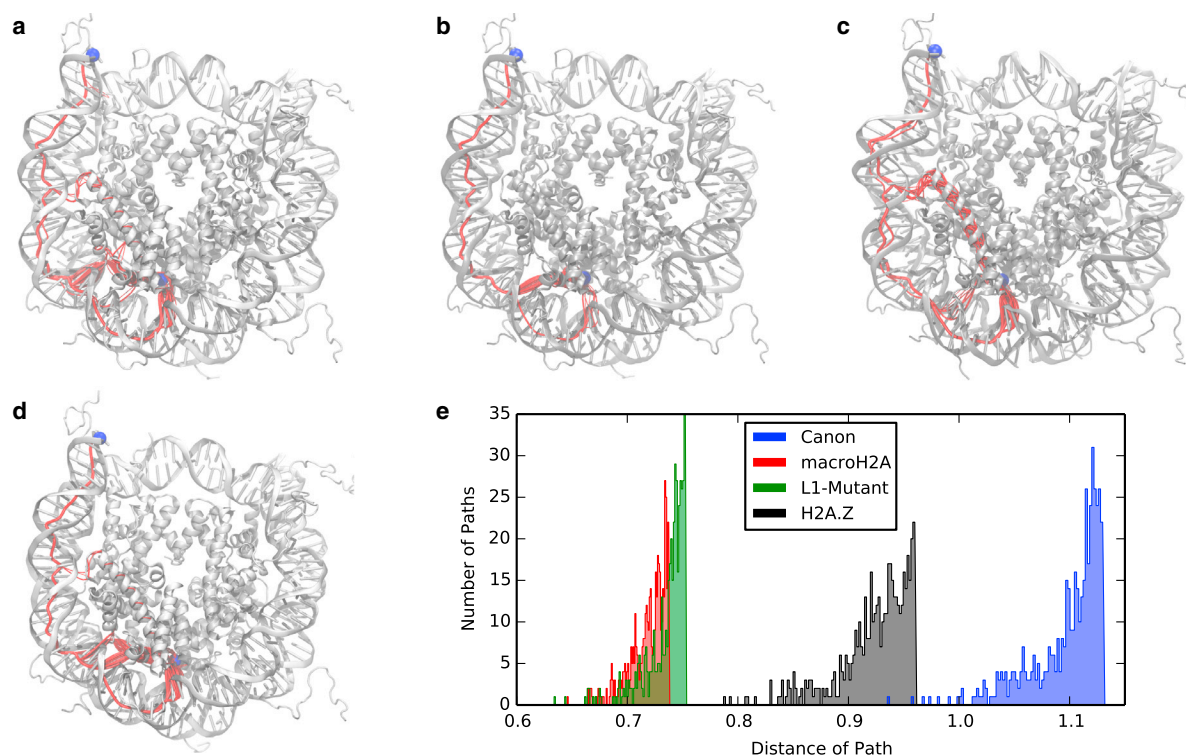 a
b
c
d
e
35
30
25
20
15
10
5
0
Number of Paths
Canon
macroH2A
L1-Mutant
H2A.Z
0.6
0.7
0.8
0.9
1.0
1.1
Distance of Path